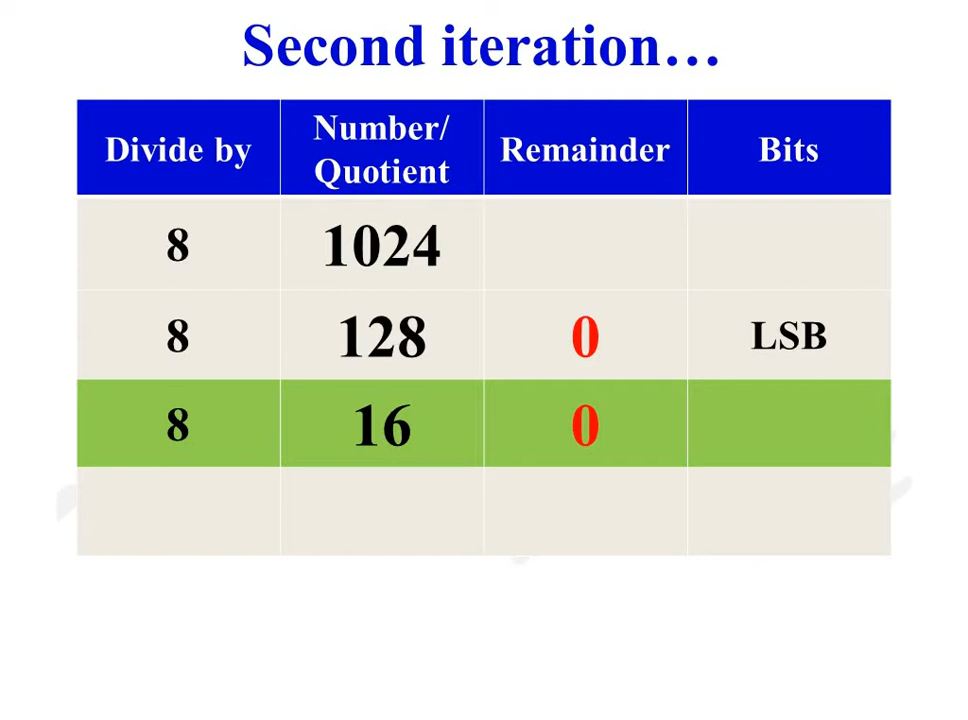 Second iteration…
Divide by
Number/
Quotient
Remainder
Bits
8
1024
8
128
0
LSB
8
16
0